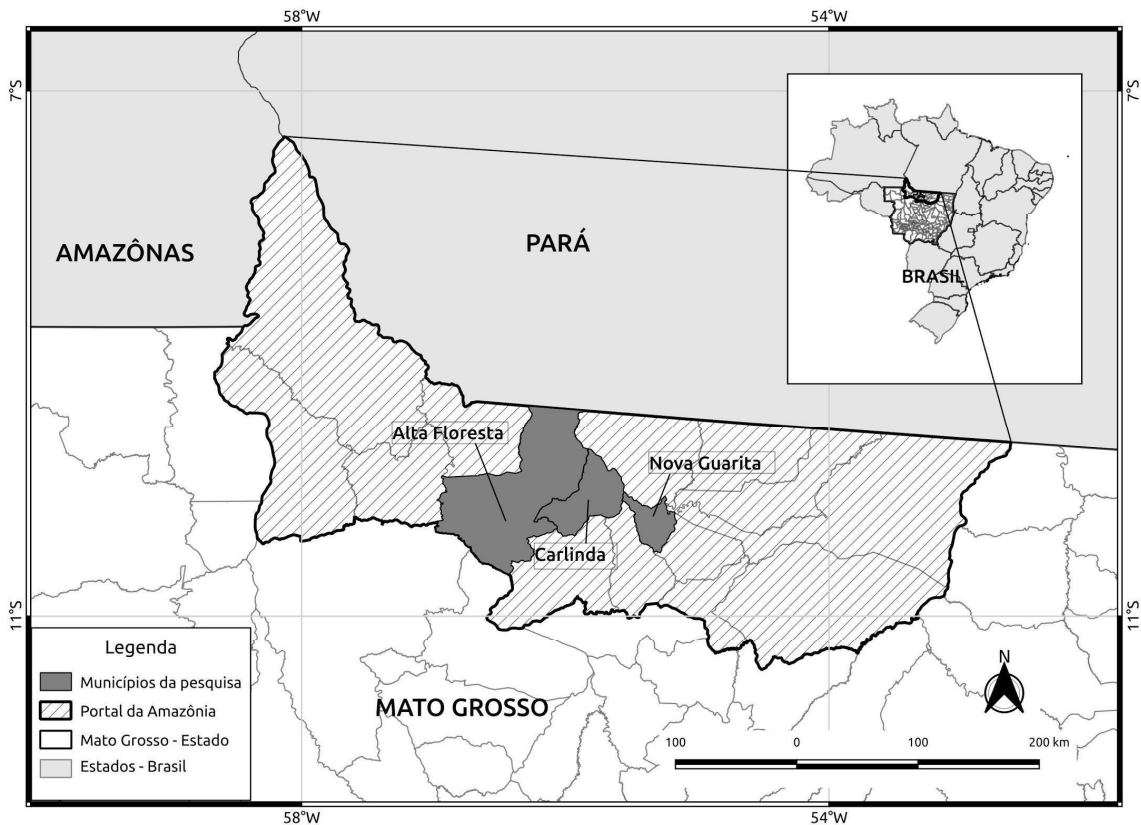 58°W 54°W
7°S 7°S
AMAZÔNAS
PARÁ
BRASIL
Alta Floresta
Nova Guarita
Carlinda
11°S 11°S
Legenda
Municípios da pesquisa
Portal da Amazônia
Mato Grosso - Estado
Estados - Brasil
MATO GROSSO
N
100 0 100 200 km
58°W 54°W